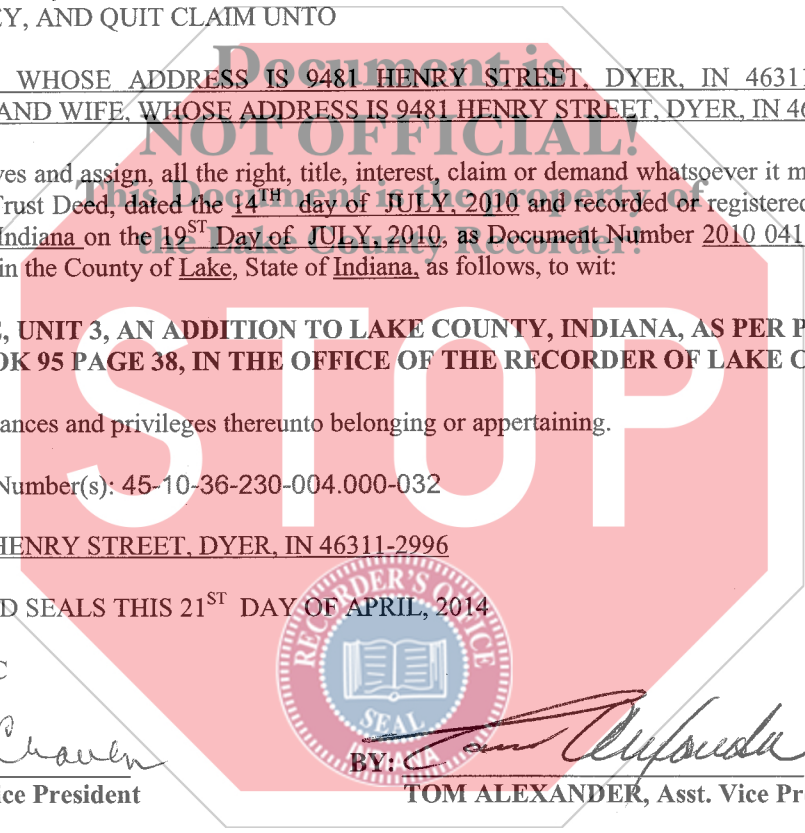 CY, AND QUIT CLAIM UNTO
Document is
WHOSE ADDRESS IS 9481 HENRY STREET, DYER, IN 46311
AND WIFE, WHOSE ADDRESS IS 9481 HENRY STREET, DYER, IN 46
NOT OFFICIAL!
ves and assign, all the right, title, interest, claim or demand whatsoever it m
This Document is the property of
Trust Deed, dated the 14TH day of JULY, 2010 and recorded or registered
Indiana on the 19ST Day of JULY, 2010, as Document Number 2010 041
the Lake County Recorder!
in the County of Lake, State of Indiana, as follows, to wit:
, UNIT 3, AN ADDITION TO LAKE COUNTY, INDIANA, AS PER P
OK 95 PAGE 38, IN THE OFFICE OF THE RECORDER OF LAKE C
STOP
ances and privileges thereunto belonging or appertaining.
Number(s): 45-10-36-230-004.000-032
HENRY STREET, DYER, IN 46311-2996
D SEALS THIS 21ST DAY OF APRIL, 2014
RECORDER'S OFFICE
SEAL
INDIANA
C
BY:
ice President
TOM ALEXANDER, Asst. Vice Pr